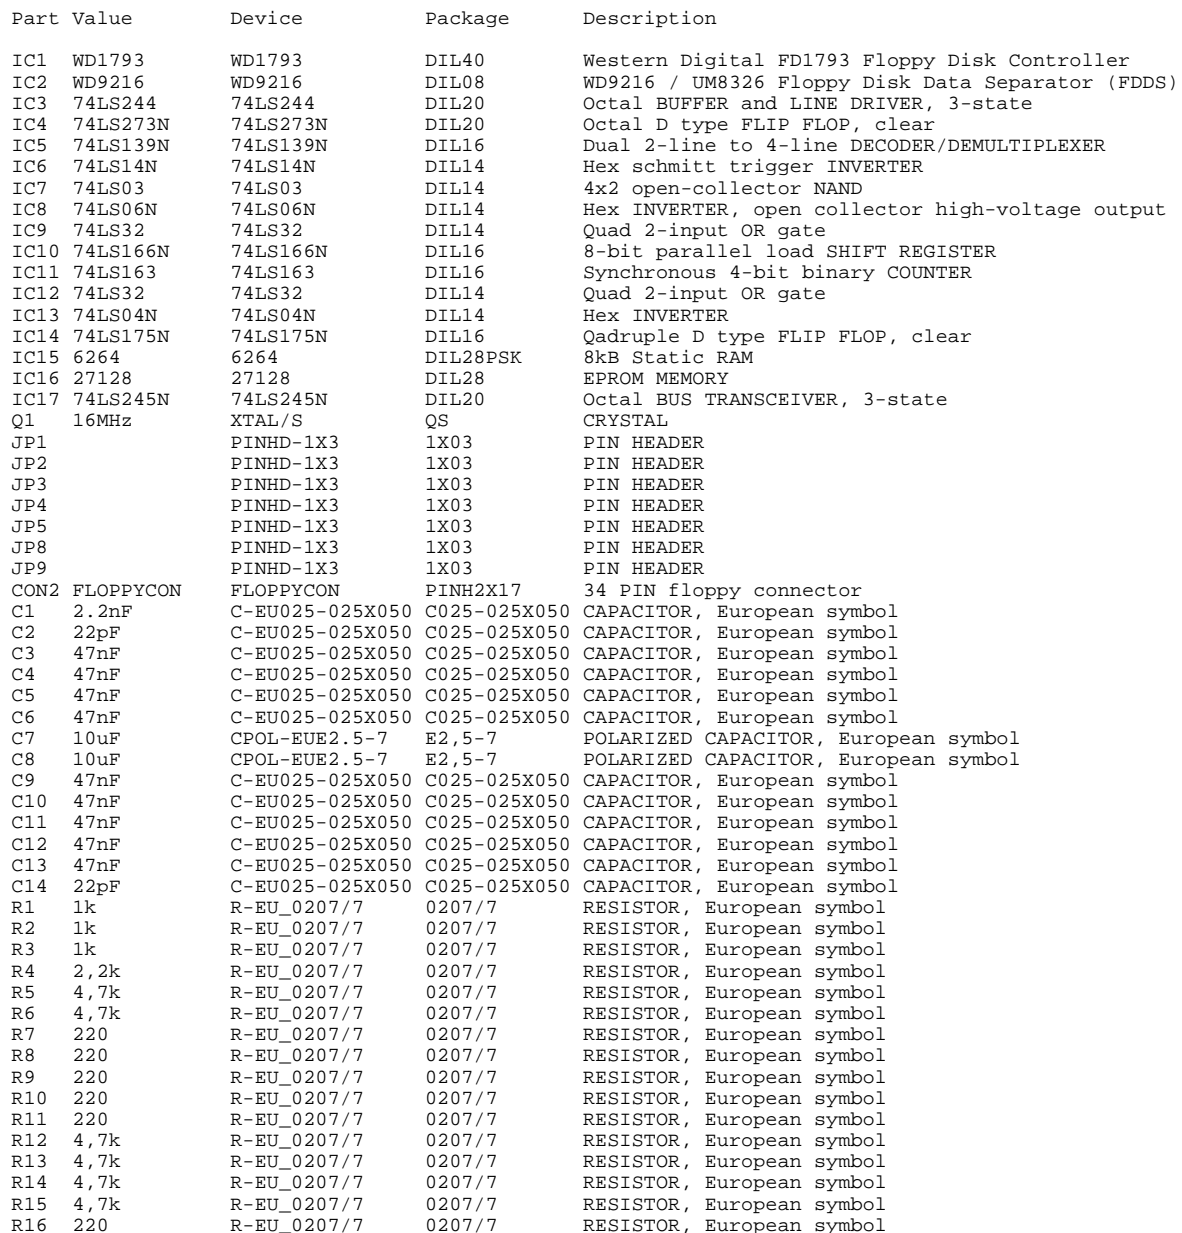 Part Value Device Package Description
IC1 WD1793 WD1793 DIL40 Western Digital FD1793 Floppy Disk Controller
IC2 WD9216 WD9216 DIL08 WD9216 / UM8326 Floppy Disk Data Separator (FDDS)
IC3 74LS244 74LS244 DIL20 Octal BUFFER and LINE DRIVER, 3-state
IC4 74LS273N 74LS273N DIL20 Octal D type FLIP FLOP, clear
IC5 74LS139N 74LS139N DIL16 Dual 2-line to 4-line DECODER/DEMULTIPLEXER
IC6 74LS14N 74LS14N DIL14 Hex schmitt trigger INVERTER
IC7 74LS03 74LS03 DIL14 4x2 open-collector NAND
IC8 74LS06N 74LS06N DIL14 Hex INVERTER, open collector high-voltage output
IC9 74LS32 74LS32 DIL14 Quad 2-input OR gate
IC10 74LS166N 74LS166N DIL16 8-bit parallel load SHIFT REGISTER
IC11 74LS163 74LS163 DIL16 Synchronous 4-bit binary COUNTER
IC12 74LS32 74LS32 DIL14 Quad 2-input OR gate
IC13 74LS04N 74LS04N DIL14 Hex INVERTER
IC14 74LS175N 74LS175N DIL16 Qadruple D type FLIP FLOP, clear
IC15 6264 6264 DIL28PSK 8kB Static RAM
IC16 27128 27128 DIL28 EPROM MEMORY
IC17 74LS245N 74LS245N DIL20 Octal BUS TRANSCEIVER, 3-state
Q1 16MHz XTAL/S QS CRYSTAL
JP1 PINHD-1X3 1X03 PIN HEADER
JP2 PINHD-1X3 1X03 PIN HEADER
JP3 PINHD-1X3 1X03 PIN HEADER
JP4 PINHD-1X3 1X03 PIN HEADER
JP5 PINHD-1X3 1X03 PIN HEADER
JP8 PINHD-1X3 1X03 PIN HEADER
JP9 PINHD-1X3 1X03 PIN HEADER
CON2 FLOPPYCON FLOPPYCON PINH2X17 34 PIN floppy connector
C1 2.2nF C-EU025-025X050 C025-025X050 CAPACITOR, European symbol
C2 22pF C-EU025-025X050 C025-025X050 CAPACITOR, European symbol
C3 47nF C-EU025-025X050 C025-025X050 CAPACITOR, European symbol
C4 47nF C-EU025-025X050 C025-025X050 CAPACITOR, European symbol
C5 47nF C-EU025-025X050 C025-025X050 CAPACITOR, European symbol
C6 47nF C-EU025-025X050 C025-025X050 CAPACITOR, European symbol
C7 10uF CPOL-EUE2.5-7 E2,5-7 POLARIZED CAPACITOR, European symbol
C8 10uF CPOL-EUE2.5-7 E2,5-7 POLARIZED CAPACITOR, European symbol
C9 47nF C-EU025-025X050 C025-025X050 CAPACITOR, European symbol
C10 47nF C-EU025-025X050 C025-025X050 CAPACITOR, European symbol
C11 47nF C-EU025-025X050 C025-025X050 CAPACITOR, European symbol
C12 47nF C-EU025-025X050 C025-025X050 CAPACITOR, European symbol
C13 47nF C-EU025-025X050 C025-025X050 CAPACITOR, European symbol
C14 22pF C-EU025-025X050 C025-025X050 CAPACITOR, European symbol
R1 1k R-EU_0207/7 0207/7 RESISTOR, European symbol
R2 1k R-EU_0207/7 0207/7 RESISTOR, European symbol
R3 1k R-EU_0207/7 0207/7 RESISTOR, European symbol
R4 2,2k R-EU_0207/7 0207/7 RESISTOR, European symbol
R5 4,7k R-EU_0207/7 0207/7 RESISTOR, European symbol
R6 4,7k R-EU_0207/7 0207/7 RESISTOR, European symbol
R7 220 R-EU_0207/7 0207/7 RESISTOR, European symbol
R8 220 R-EU_0207/7 0207/7 RESISTOR, European symbol
R9 220 R-EU_0207/7 0207/7 RESISTOR, European symbol
R10 220 R-EU_0207/7 0207/7 RESISTOR, European symbol
R11 220 R-EU_0207/7 0207/7 RESISTOR, European symbol
R12 4,7k R-EU_0207/7 0207/7 RESISTOR, European symbol
R13 4,7k R-EU_0207/7 0207/7 RESISTOR, European symbol
R14 4,7k R-EU_0207/7 0207/7 RESISTOR, European symbol
R15 4,7k R-EU_0207/7 0207/7 RESISTOR, European symbol
R16 220 R-EU_0207/7 0207/7 RESISTOR, European symbol